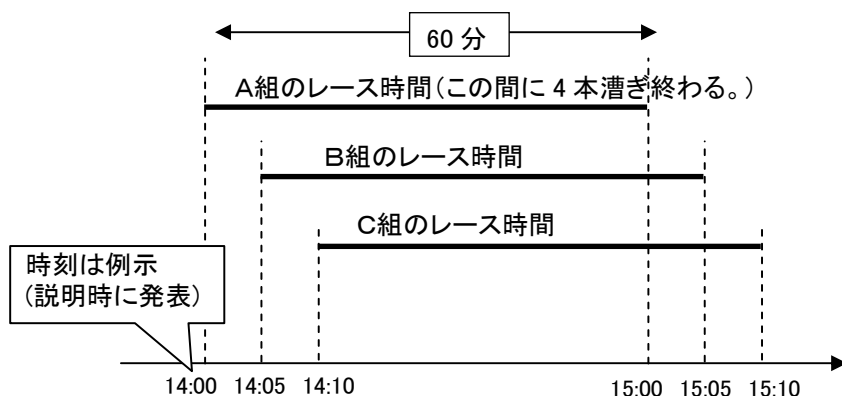 60 分
A組のレース時間(この間に 4 本漕ぎ終わる。)
B組のレース時間
C組のレース時間
時刻は例示
(説明時に発表)
14:00 14:05 14:10 15:00 15:05 15:10